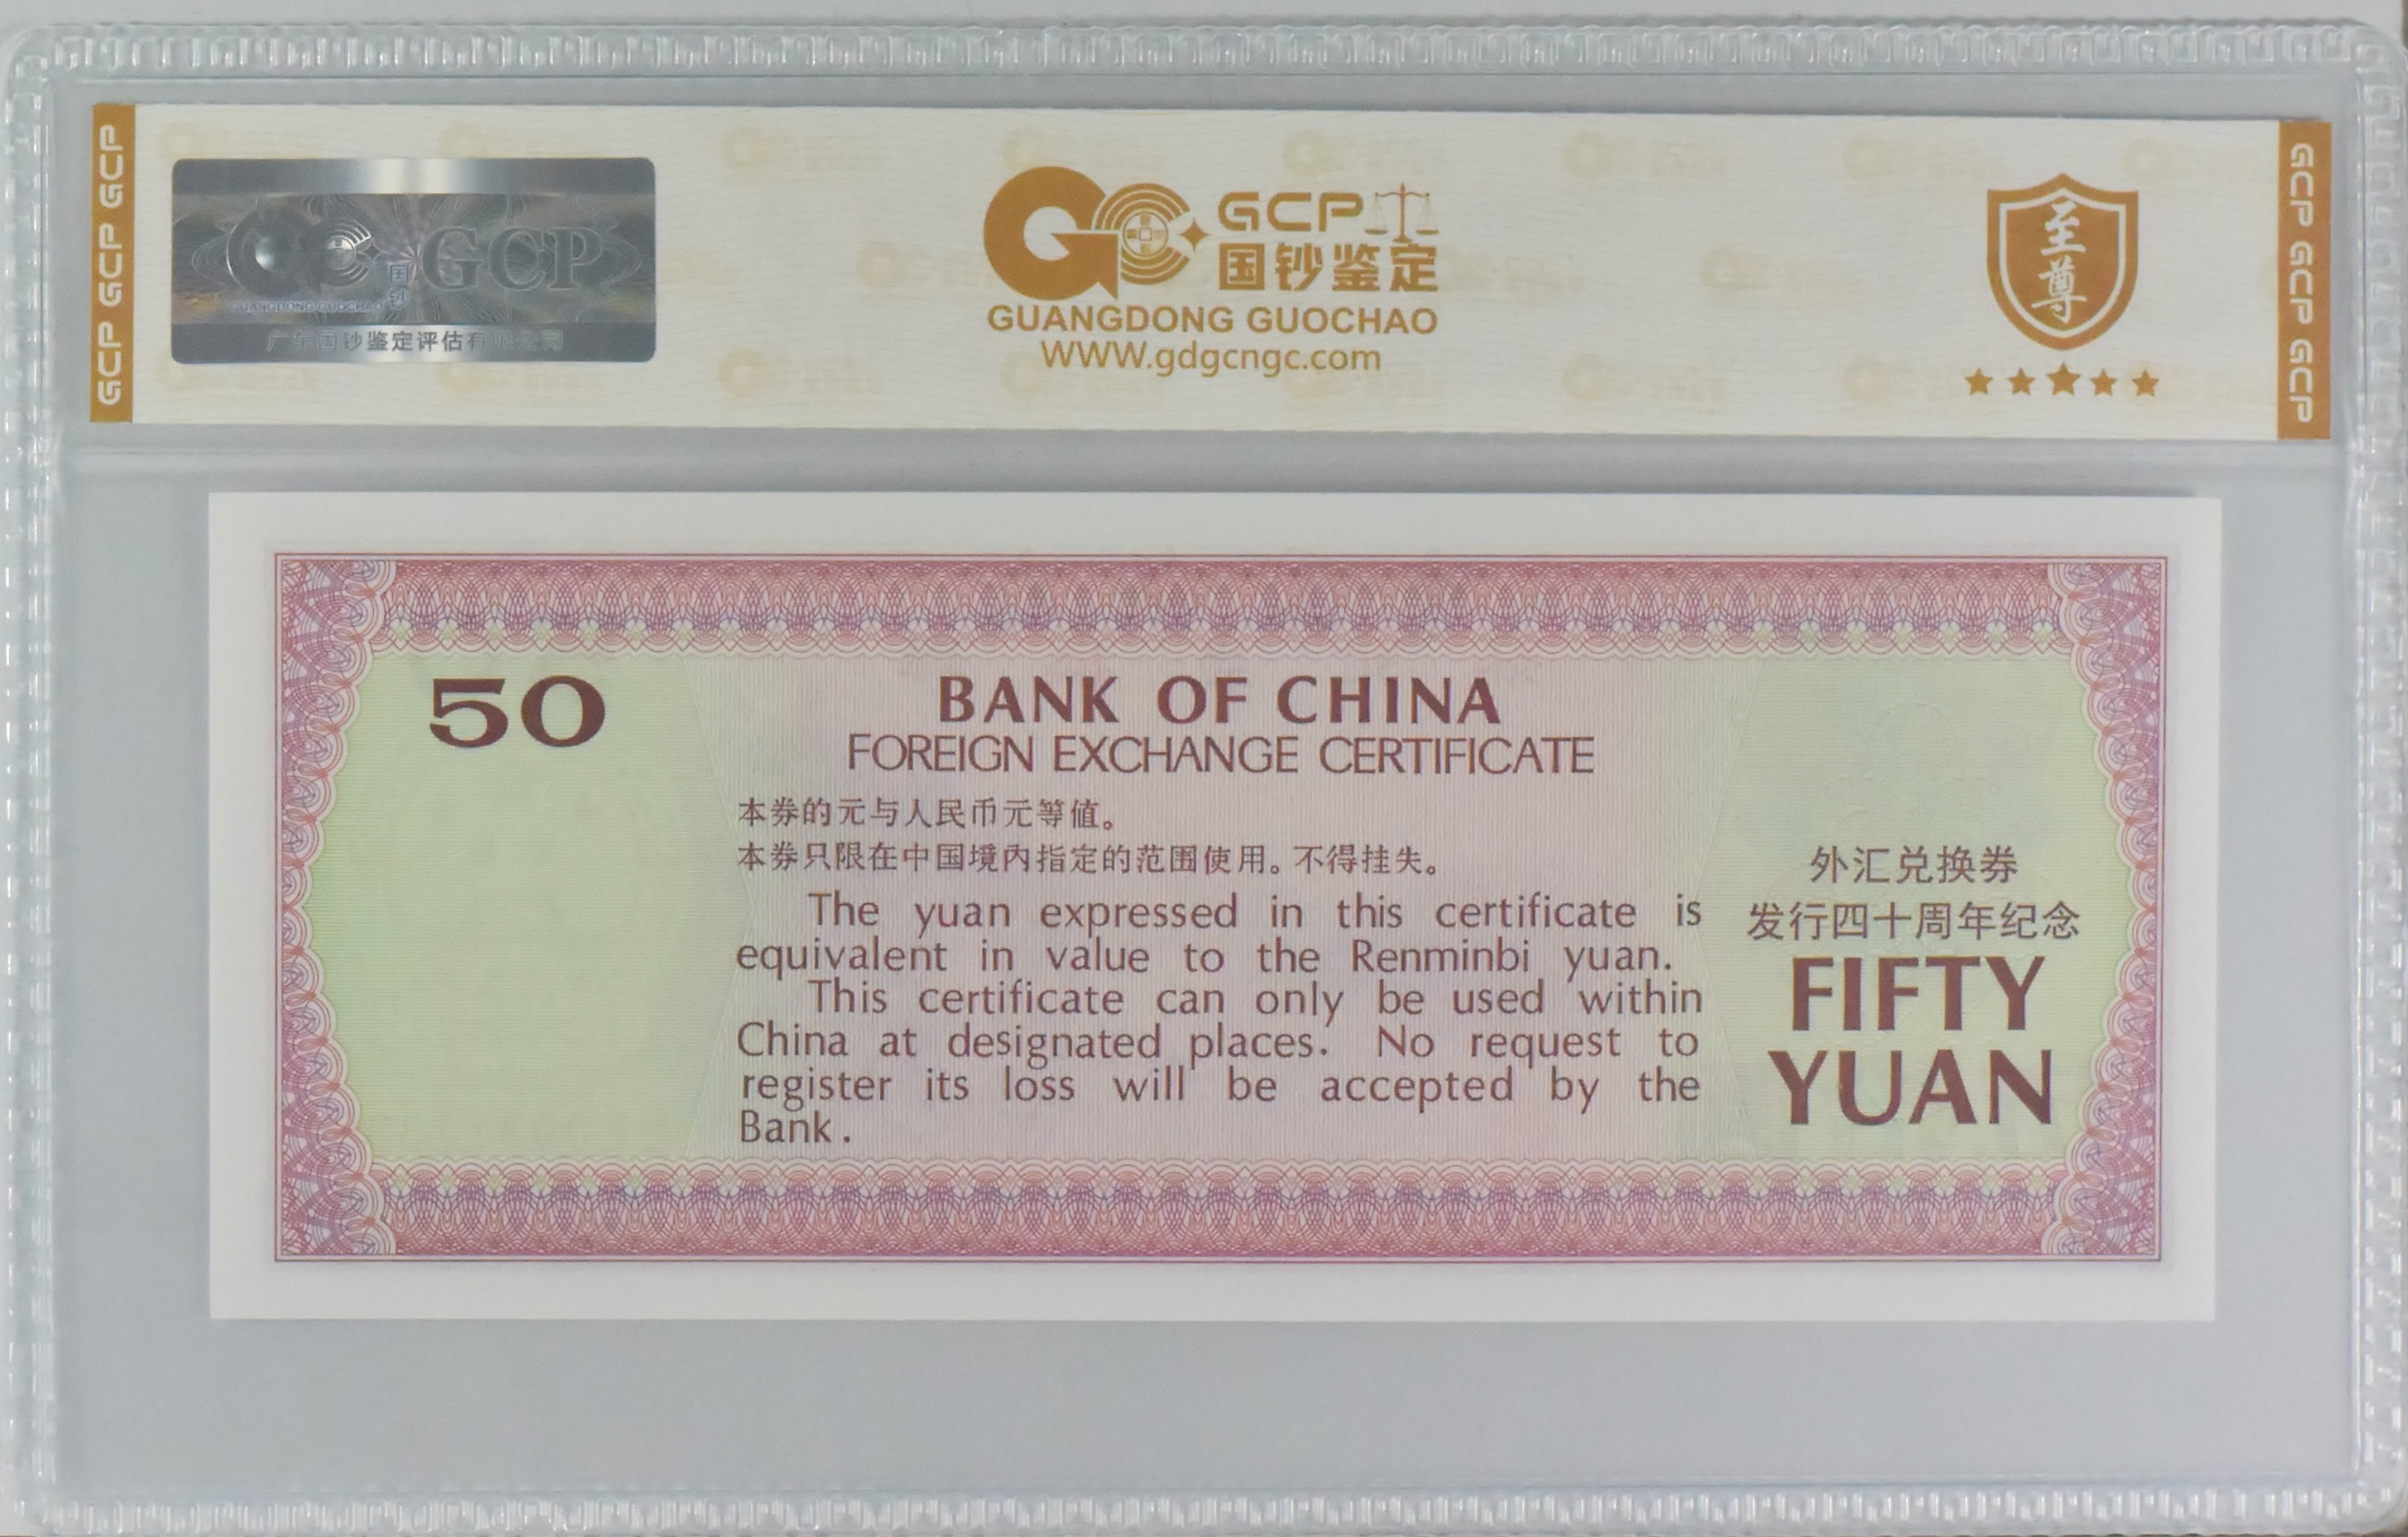 GCP GCP GCP
国钞
GCP
GUANGDONG GUOCHAO
广东国钞鉴定评估有限公司
GCP
国钞鉴定
GUANGDONG GUOCHAO
WWW.gdgcngc.com
至尊
GCP GCP GCP
50
BANK OF CHINA
FOREIGN EXCHANGE CERTIFICATE
本券的元与人民币元等值。
本券只限在中国境内指定的范围使用。不得挂失。
The yuan expressed in this certificate is
equivalent in value to the Renminbi yuan.
This certificate can only be used within
China at designated places. No request to
register its loss will be accepted by the
Bank.
外汇兑换券
发行四十周年纪念
FIFTY
YUAN